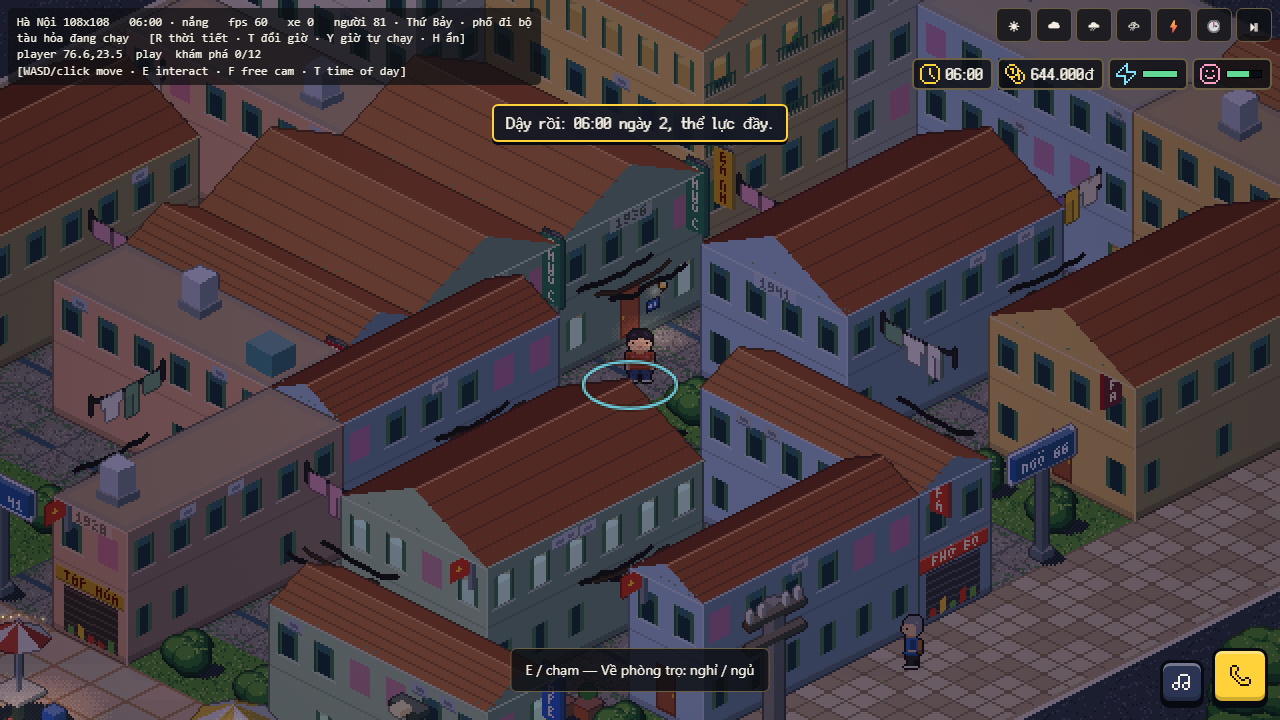 Hà Nội 108x108 06:00 · nắng fps 60 xe 0 người 81 · Thứ Bảy · phố đi bộ
tàu hỏa đang chạy [R thời tiết · T đổi giờ · Y giờ tự chạy · H ẩn]
player 76.6,23.5 play khám phá 0/12
[WASD/click move · E interact · F free cam · T time of day]
06:00
644.000đ
Dậy rồi: 06:00 ngày 2, thể lực đầy.
1930
1941
NGÕ 66
41
1928
TẠP HÓA
PHỞ BÒ
E / chạm — Về phòng trọ: nghỉ / ngủ